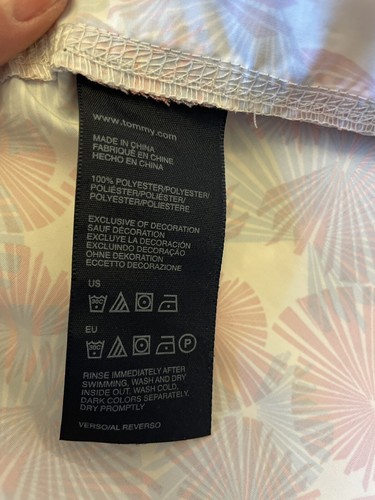 www.tommy.com
MADE IN CHINA
FABRIQUÉ EN CHINE
HECHO EN CHINA
100% POLYESTER/POLYESTER/
POLIÉSTER/POLIÉSTER/
POLYESTER/POLIESTERE
EXCLUSIVE OF DECORATION
SAUF DÉCORATION
EXCLUYE LA DECORACIÓN
EXCLUINDO DECORAÇÃO
OHNE DEKORATION
ECCETTO DECORAZIONE
US
EU
30C 30C P
RINSE IMMEDIATELY AFTER
SWIMMING, WASH AND DRY
INSIDE OUT, WASH COLD,
DARK COLORS SEPARATELY,
DRY PROMPTLY
VERSO/AL REVERSO